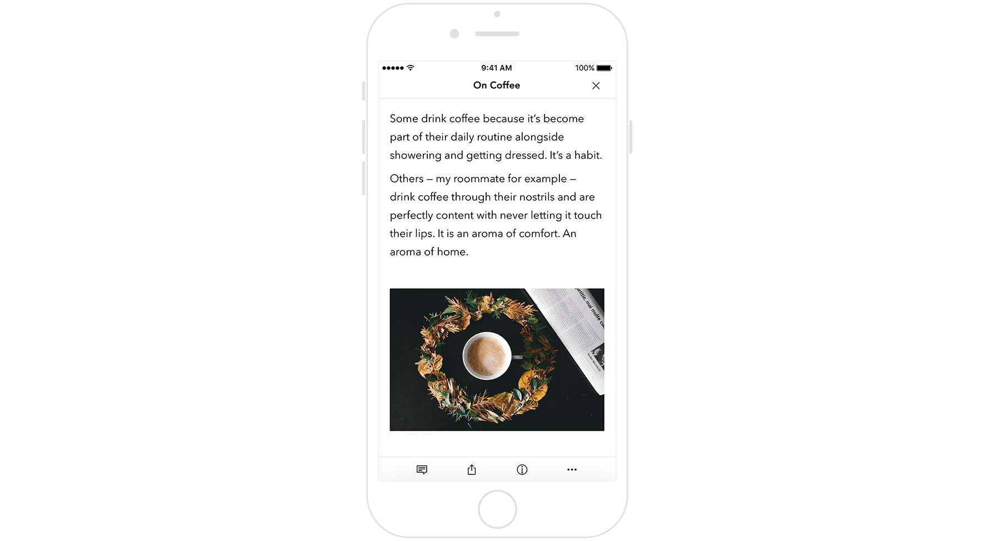 9:41 AM
100%
On Coffee
Some drink coffee because it’s become
part of their daily routine alongside
showering and getting dressed. It’s a habit.
Others – my roommate for example –
drink coffee through their nostrils and are
perfectly content with never letting it touch
their lips. It is an aroma of comfort. An
aroma of home.
mai multe